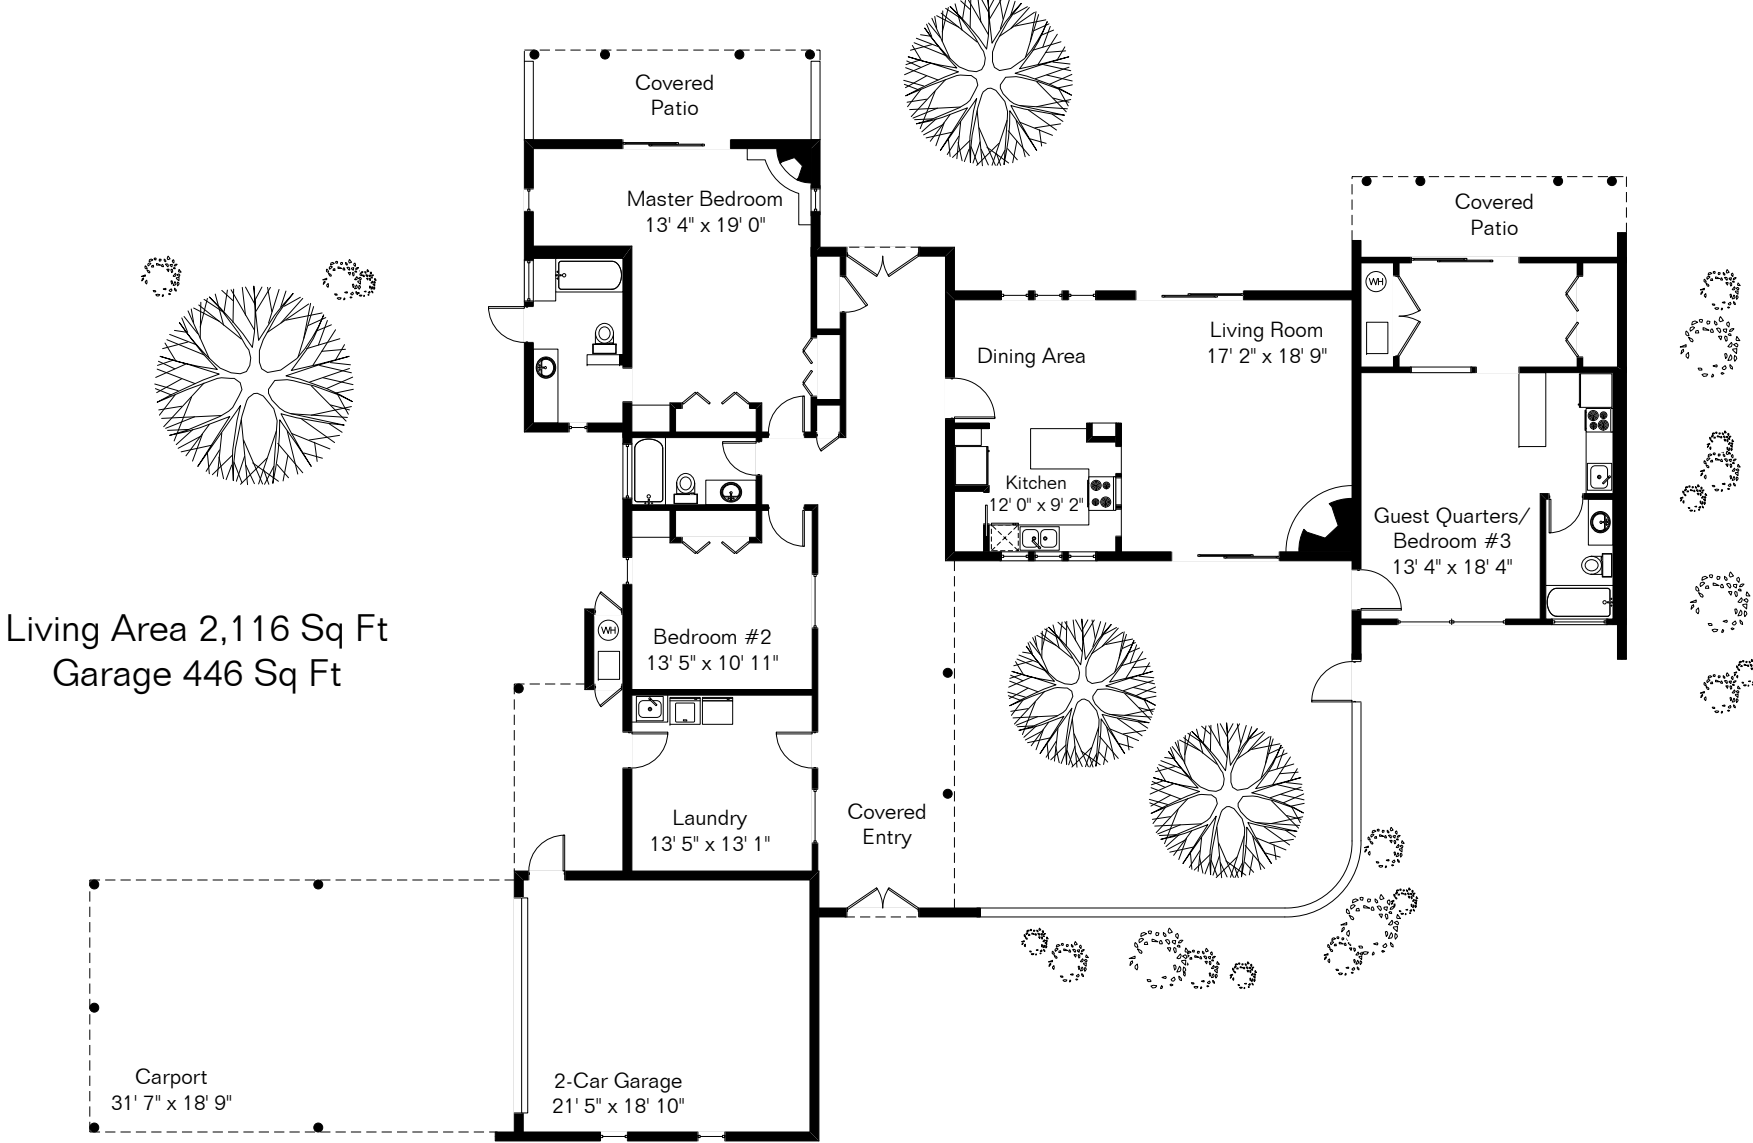 Covered
Patio
Master Bedroom
13' 4" x 19' 0"
Covered
Patio
WH
Living Room
17' 2" x 18' 9"
Dining Area
Kitchen
12' 0" x 9' 2"
Guest Quarters/
Bedroom #3
13' 4" x 18' 4"
Living Area 2,116 Sq Ft
Garage 446 Sq Ft
WH
Bedroom #2
13' 5" x 10' 11"
Laundry
13' 5" x 13' 1"
Covered
Entry
Carport
31' 7" x 18' 9"
2-Car Garage
21' 5" x 18' 10"